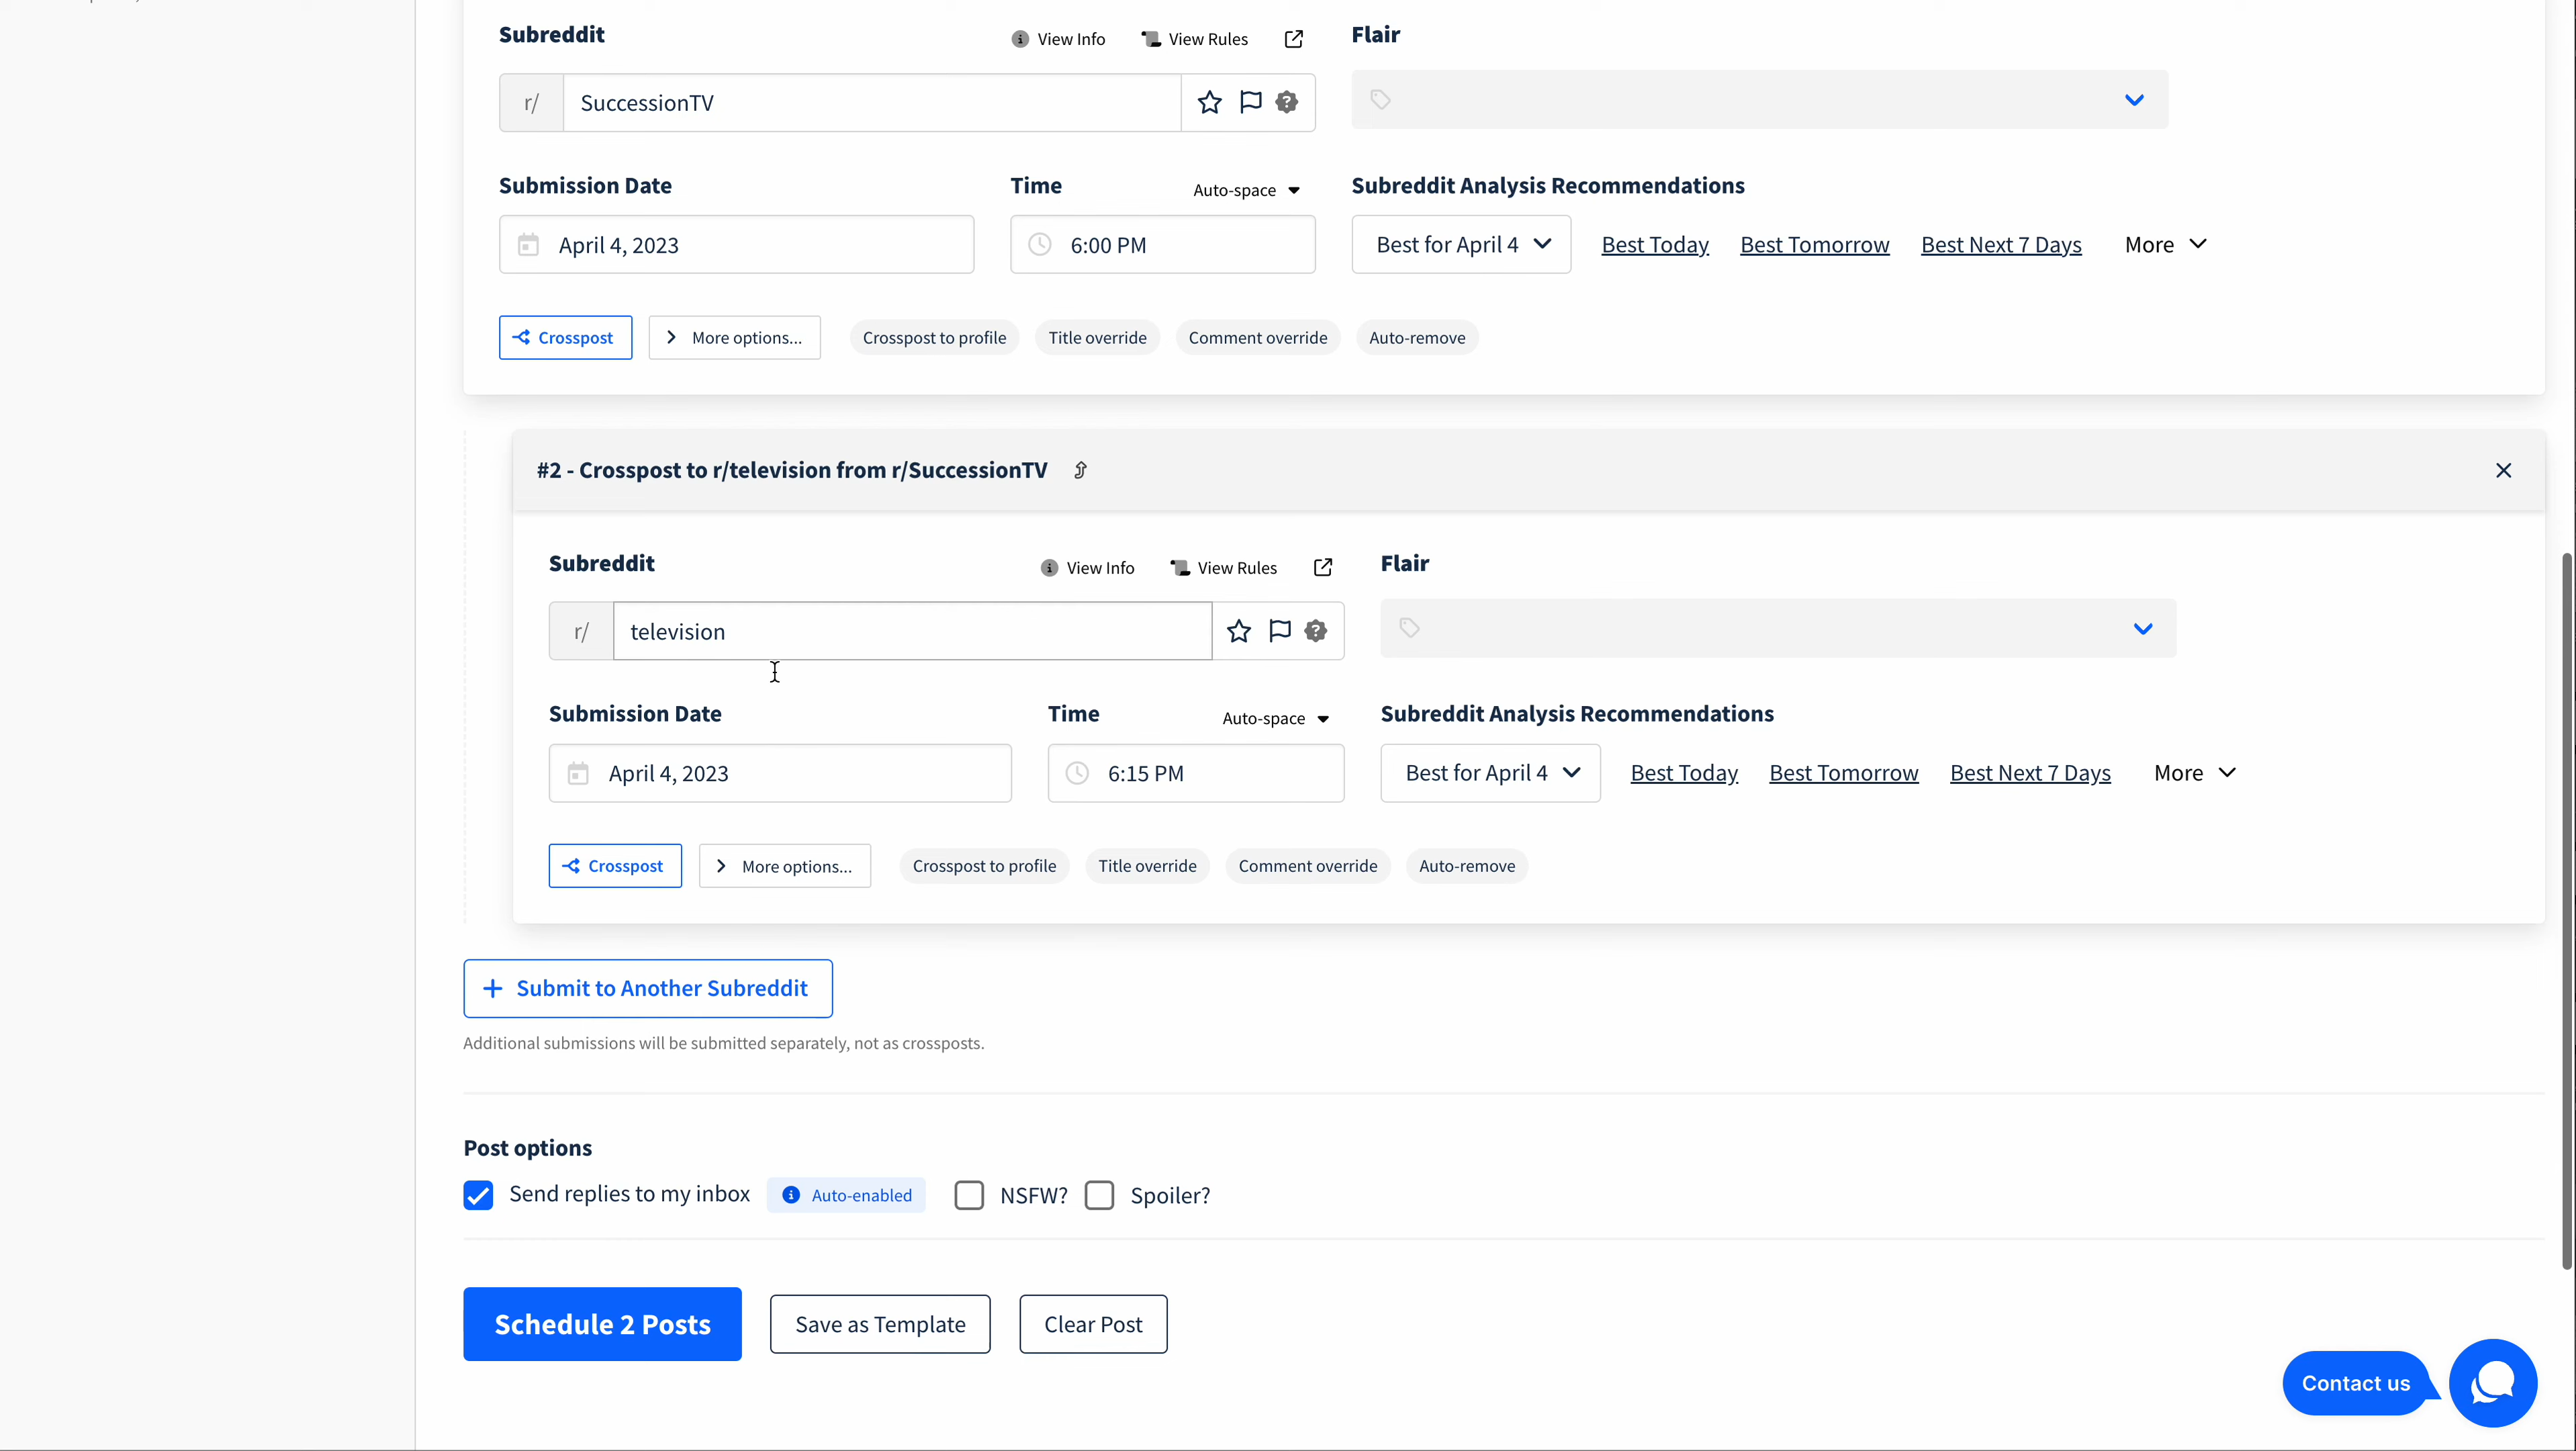 Subreddit
View Info
View Rules
Flair
r/
SuccessionTV
Submission Date
Time
Auto-space
Subreddit Analysis Recommendations
April 4, 2023
6:00 PM
Best for April 4
Best Today
Best Tomorrow
Best Next 7 Days
More
Crosspost
More options...
Crosspost to profile
Title override
Comment override
Auto-remove
#2 - Crosspost to r/television from r/SuccessionTV
Subreddit
View Info
View Rules
Flair
r/
television
Submission Date
Time
Auto-space
Subreddit Analysis Recommendations
April 4, 2023
6:15 PM
Best for April 4
Best Today
Best Tomorrow
Best Next 7 Days
More
Crosspost
More options...
Crosspost to profile
Title override
Comment override
Auto-remove
Submit to Another Subreddit
Additional submissions will be submitted separately, not as crossposts.
Post options
Send replies to my inbox
Auto-enabled
NSFW?
Spoiler?
Schedule 2 Posts
Save as Template
Clear Post
Contact us